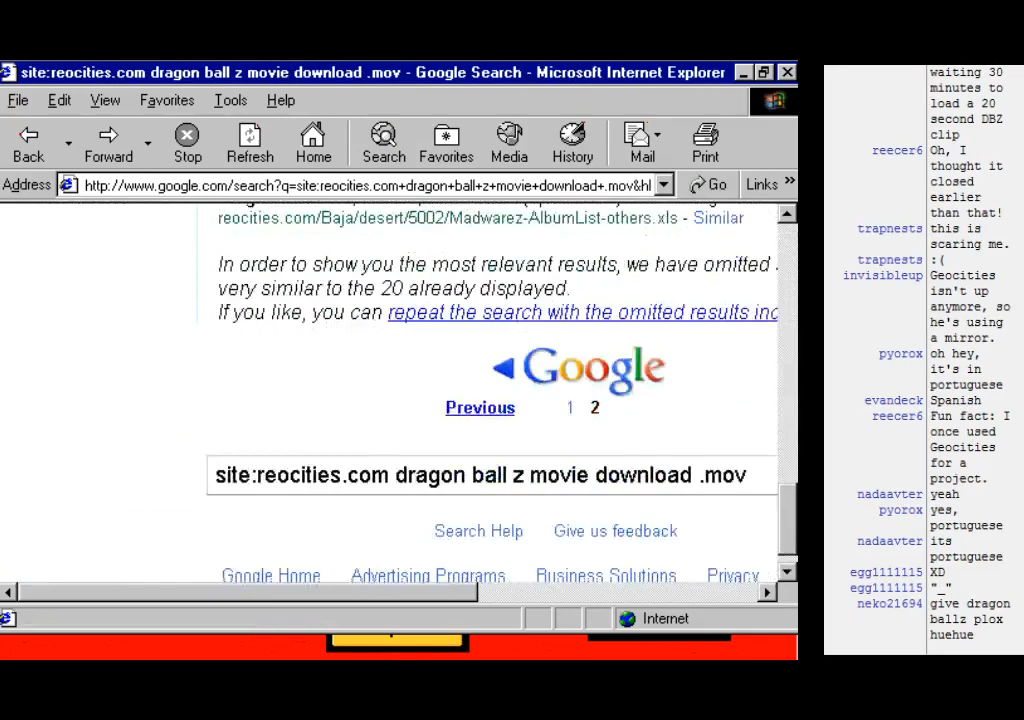 site:reocities.com dragon ball z movie download .mov - Google Search - Microsoft Internet Explorer
File Edit View Favorites Tools Help
Back Forward Stop Refresh Home Search Favorites Media History Mail Print
Address http://www.google.com/search?q=site:reocities.com+dragon+ball+z+movie+download+.mov&hl Go Links »
reocities.com/Baja/desert/5002/Madwarez-AlbumList-others.xls - Similar
In order to show you the most relevant results, we have omitted
very similar to the 20 already displayed.
If you like, you can repeat the search with the omitted results inc
Google
Previous 1 2
site:reocities.com dragon ball z movie download .mov
Search Help Give us feedback
Google Home Advertising Programs Business Solutions Privacy
Internet
waiting 30
minutes to
load a 20
second DBZ
clip
reecer6 Oh, I
thought it
closed
earlier
than that!
trapnests this is
scaring me.
trapnests :(
invisibleup Geocities
isn't up
anymore, so
he's using
a mirror.
pyorox oh hey,
it's in
portuguese
evandeck Spanish
reecer6 Fun fact: I
once used
Geocities
for a
project.
nadaavter yeah
pyorox yes,
portuguese
nadaavter its
portuguese
egg1111115 XD
egg1111115 "_"
neko21694 give dragon
ballz plox
huehue